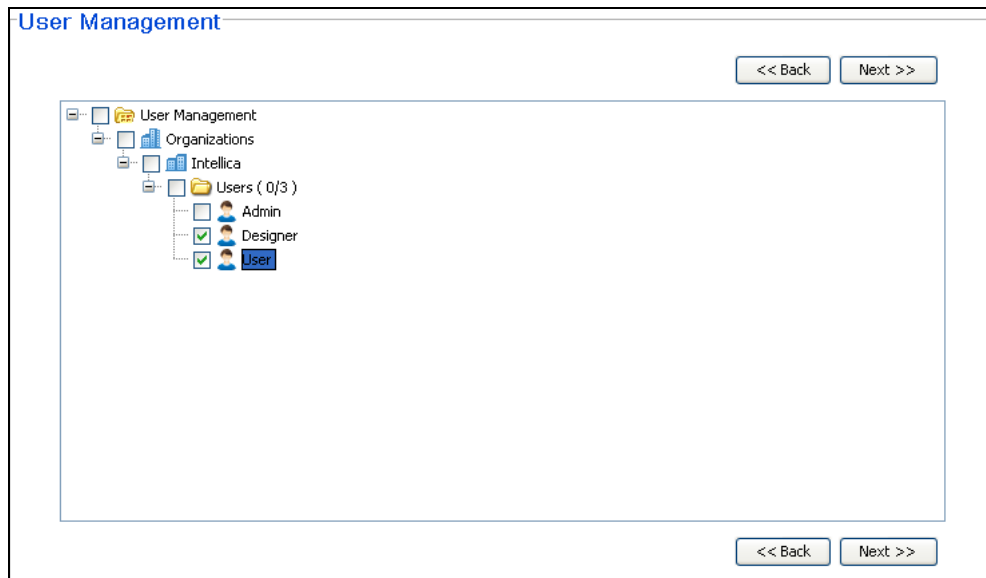 User Management
<< Back Next >>
User Management
Organizations
Intellica
Users ( 0/3 )
Admin
Designer
User
<< Back Next >>